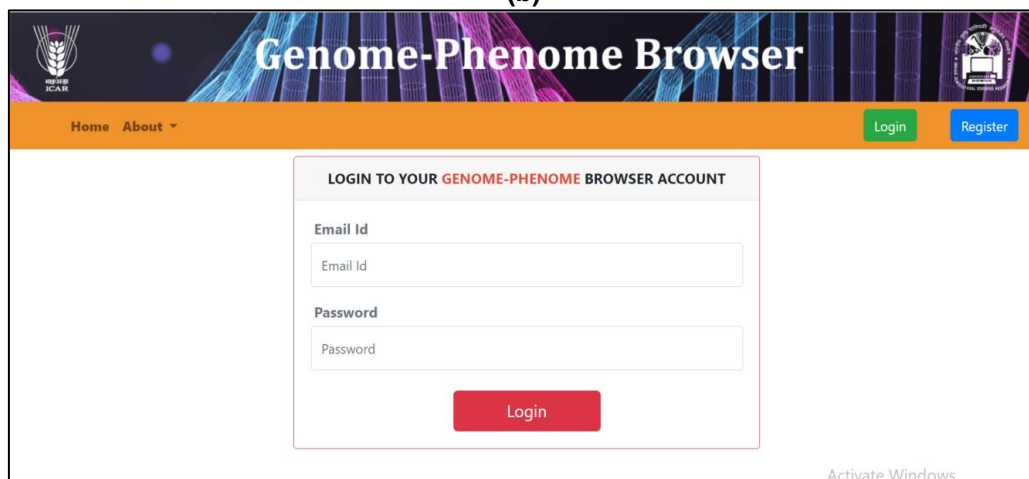 Genome-Phenome Browser
ICAR
Home About
Login
Register
LOGIN TO YOUR GENOME-PHENOME BROWSER ACCOUNT
Email Id
Email Id
Password
Password
Login
Activate Windows